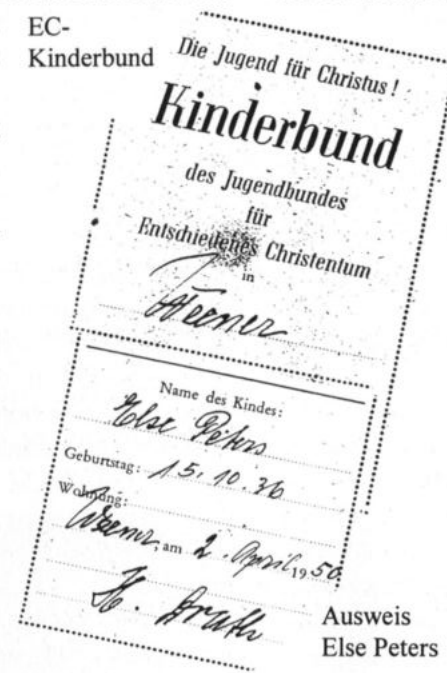 EC-
Kinderbund
Die Jugend für Christus!
Kinderbund
des Jugendbundes
für
Entschiedenes Christentum
in
Weener
Name des Kindes:
Else Peters
Geburtstag: 15. 10. 36
Wohnung:
Weener, am 2. April 1950
H.
Ausweis
Else Peters